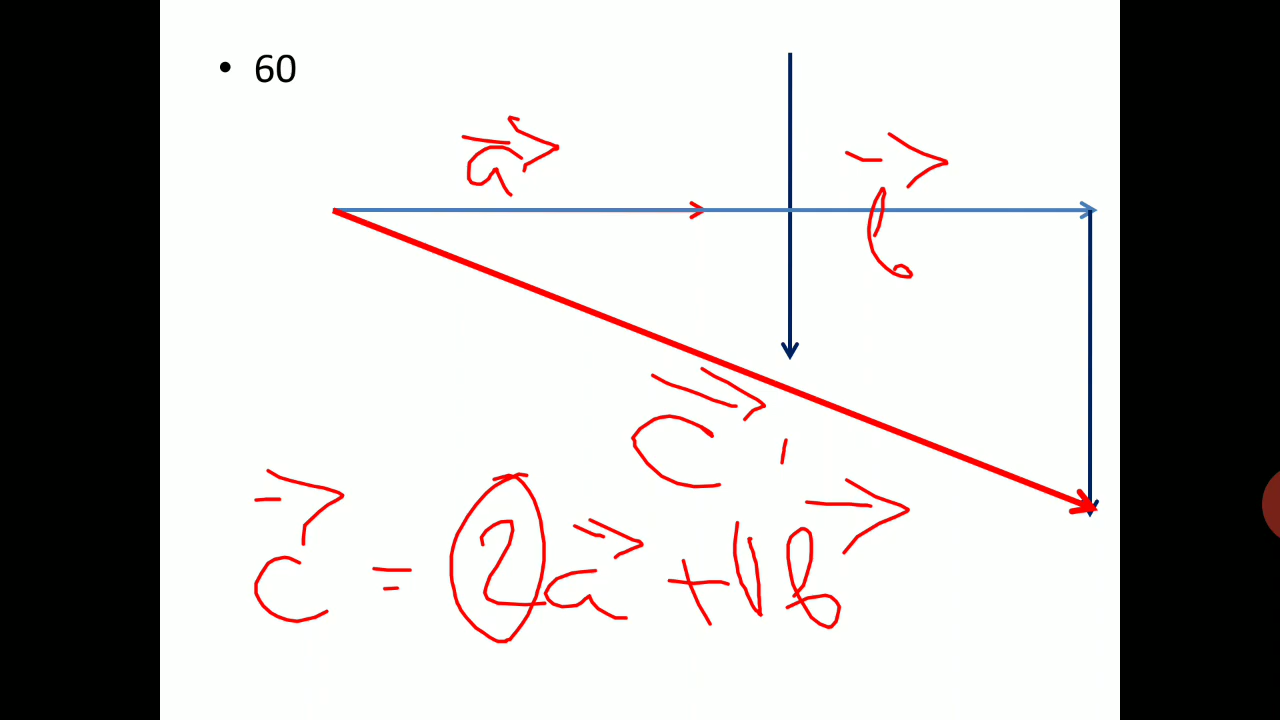 • 60
a
b
c
c = 2a + 1b